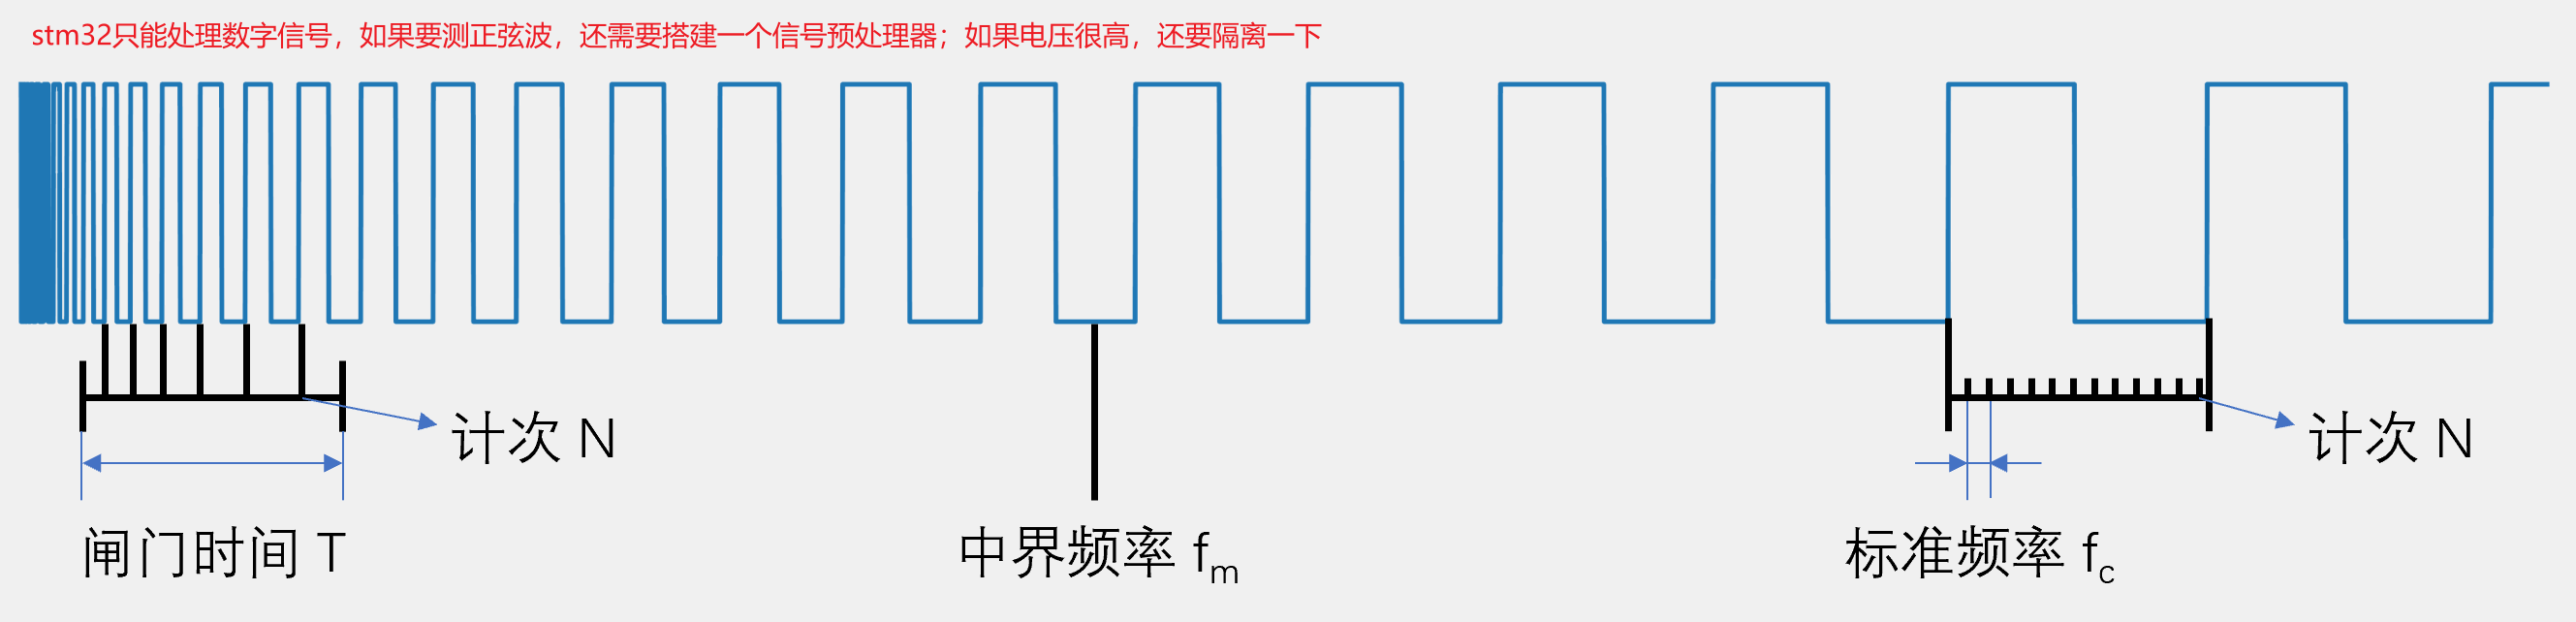 stm32只能处理数字信号，如果要测正弦波，还需要搭建一个信号预处理器；如果电压很高，还要隔离一下
计次 N
计次 N
闸门时间 T
中界频率 fm
标准频率 fc